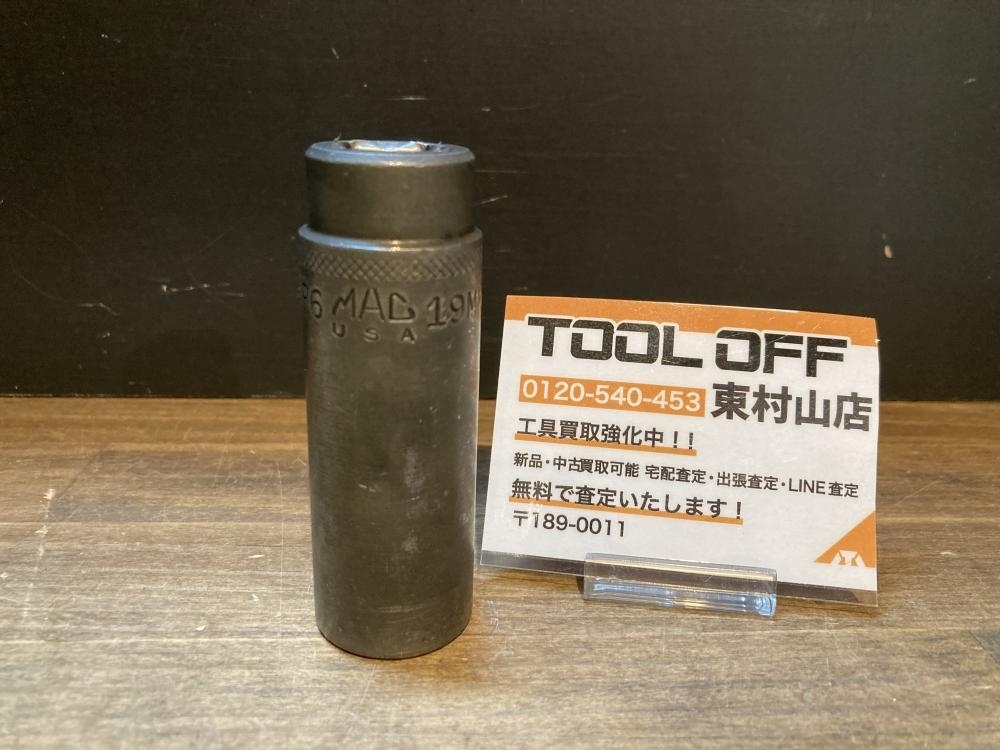 P6 MAC 19M
USA
TOOL OFF
0120-540-453 東村山店
工具買取強化中！！
新品・中古買取可能 宅配査定・出張査定・LINE査定
無料で査定いたします！
〒189-0011